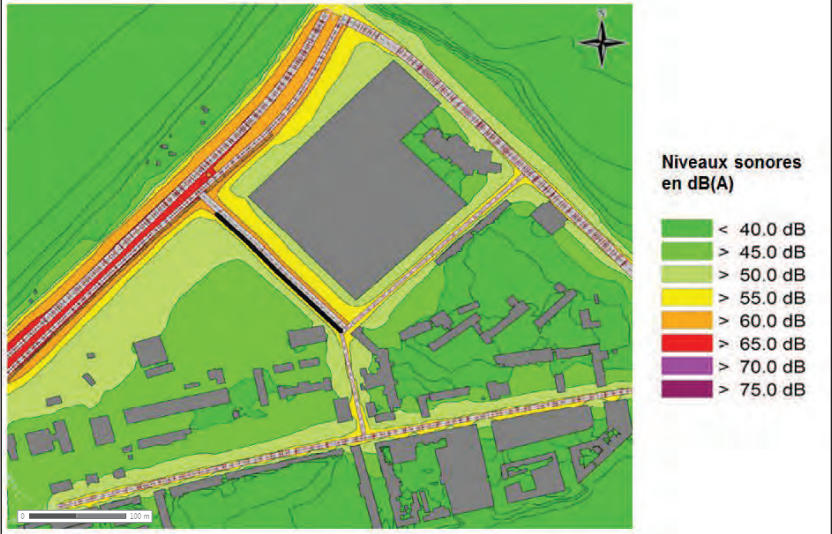 Niveaux sonores
en dB(A)
< 40.0 dB
> 45.0 dB
> 50.0 dB
> 55.0 dB
> 60.0 dB
> 65.0 dB
> 70.0 dB
> 75.0 dB
0 100 m